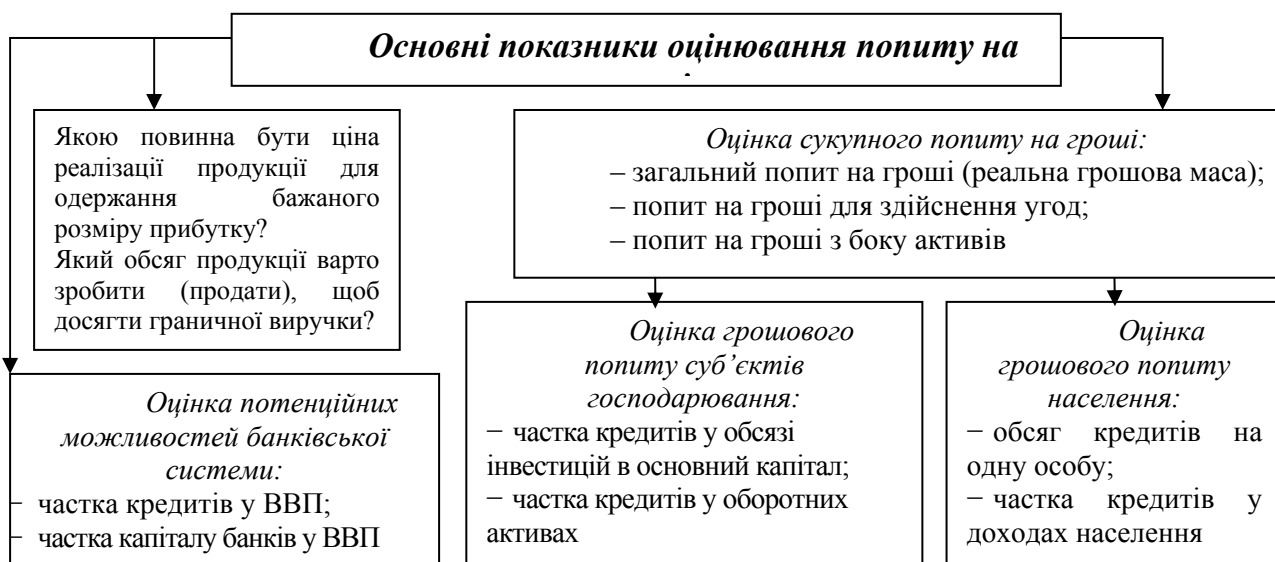 Основні показники оцінювання попиту на
Якою повинна бути ціна
реалізації продукції для
одержання бажаного
розміру прибутку?
Який обсяг продукції варто
зробити (продати), щоб
досягти граничної виручки?
Оцінка сукупного попиту на гроші:
– загальний попит на гроші (реальна грошова маса);
– попит на гроші для здійснення угод;
– попит на гроші з боку активів
Оцінка потенційних
можливостей банківської
системи:
– частка кредитів у ВВП;
– частка капіталу банків у ВВП
Оцінка грошового
попиту суб’єктів
господарювання:
− частка кредитів у обсязі
інвестицій в основний капітал;
− частка кредитів у оборотних
активах
Оцінка
грошового попиту
населення:
− обсяг кредитів на
одну особу;
− частка кредитів у
доходах населення